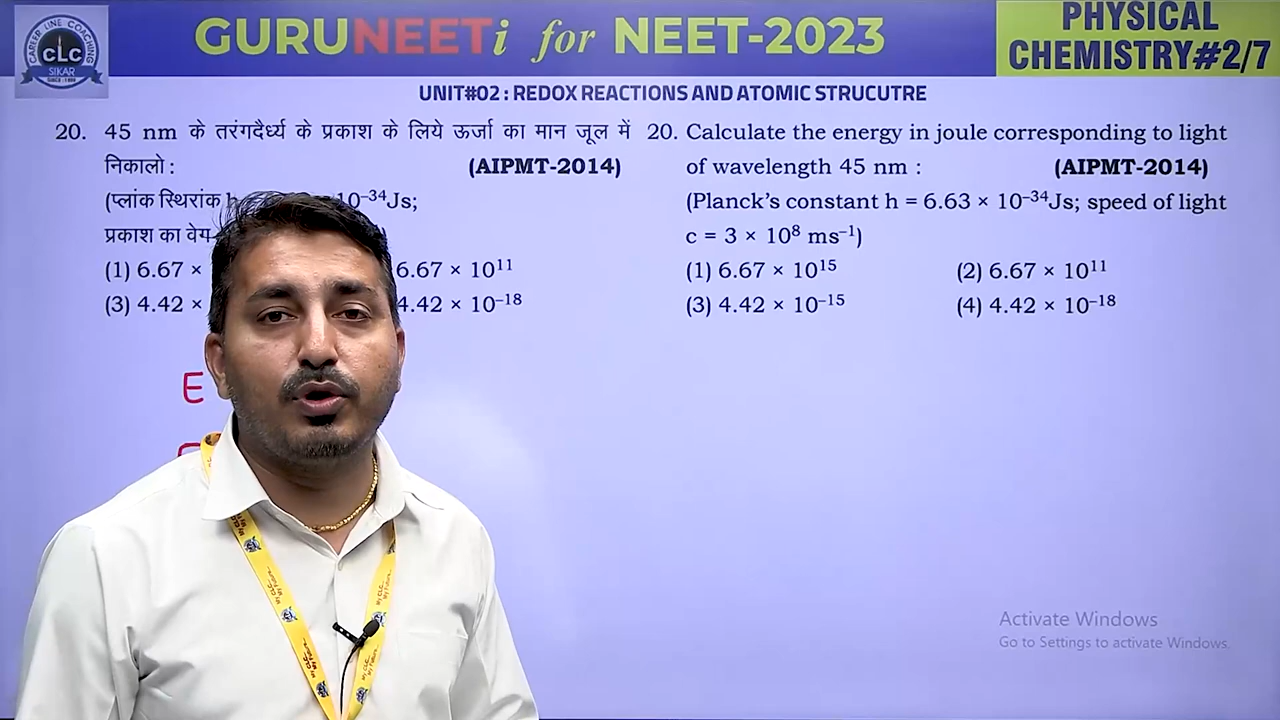 CAREER LINE COACHING
CLC
SIKAR
SINCE : 1996
GURUNEETi for NEET-2023
PHYSICAL
CHEMISTRY#2/7
UNIT#02 : REDOX REACTIONS AND ATOMIC STRUCUTRE
20. 45 nm के तरंगदैर्ध्य के प्रकाश के लिये ऊर्जा का मान जूल में
निकालो : (AIPMT-2014)
(प्लांक स्थिरांक h 10⁻³⁴Js;
प्रकाश का वेग )
(1) 6.67 × 6.67 × 10¹¹
(3) 4.42 × 4.42 × 10⁻¹⁸
20. Calculate the energy in joule corresponding to light
of wavelength 45 nm : (AIPMT-2014)
(Planck's constant h = 6.63 × 10⁻³⁴Js; speed of light
c = 3 × 10⁸ ms⁻¹)
(1) 6.67 × 10¹⁵ (2) 6.67 × 10¹¹
(3) 4.42 × 10⁻¹⁵ (4) 4.42 × 10⁻¹⁸
E
Activate Windows
Go to Settings to activate Windows.